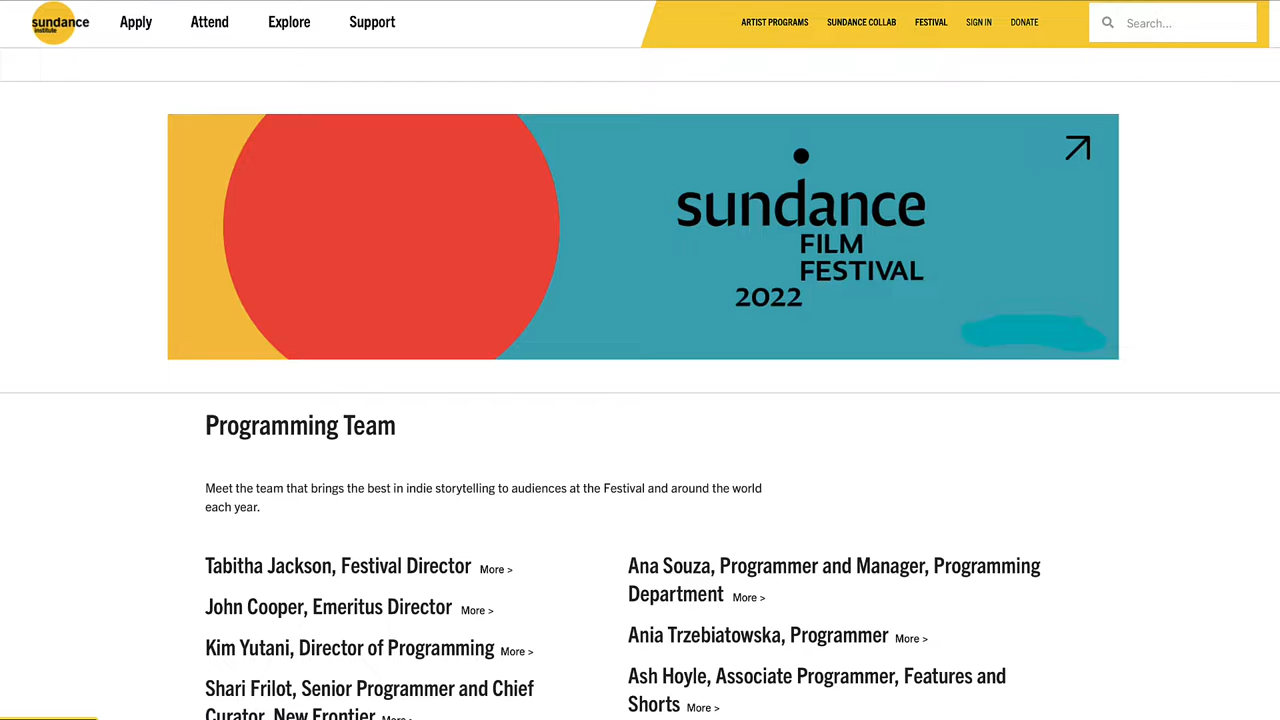 sundance
institute
Apply
Attend
Explore
Support
ARTIST PROGRAMS
SUNDANCE COLLAB
FESTIVAL
SIGN IN
DONATE
Search...
sundance
FILM
FESTIVAL
2022
Programming Team
Meet the team that brings the best in indie storytelling to audiences at the Festival and around the world
each year.
Tabitha Jackson, Festival Director More >
John Cooper, Emeritus Director More >
Kim Yutani, Director of Programming More >
Shari Frilot, Senior Programmer and Chief
Curator, New Frontier More >
Ana Souza, Programmer and Manager, Programming
Department More >
Ania Trzebiatowska, Programmer More >
Ash Hoyle, Associate Programmer, Features and
Shorts More >